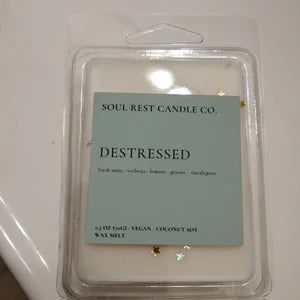 SOUL REST CANDLE CO.
DESTRESSED
fresh mint · verbena · lemons · greens · eucalyptus
2.5 OZ (70G) · VEGAN · COCONUT SOY
WAX MELT